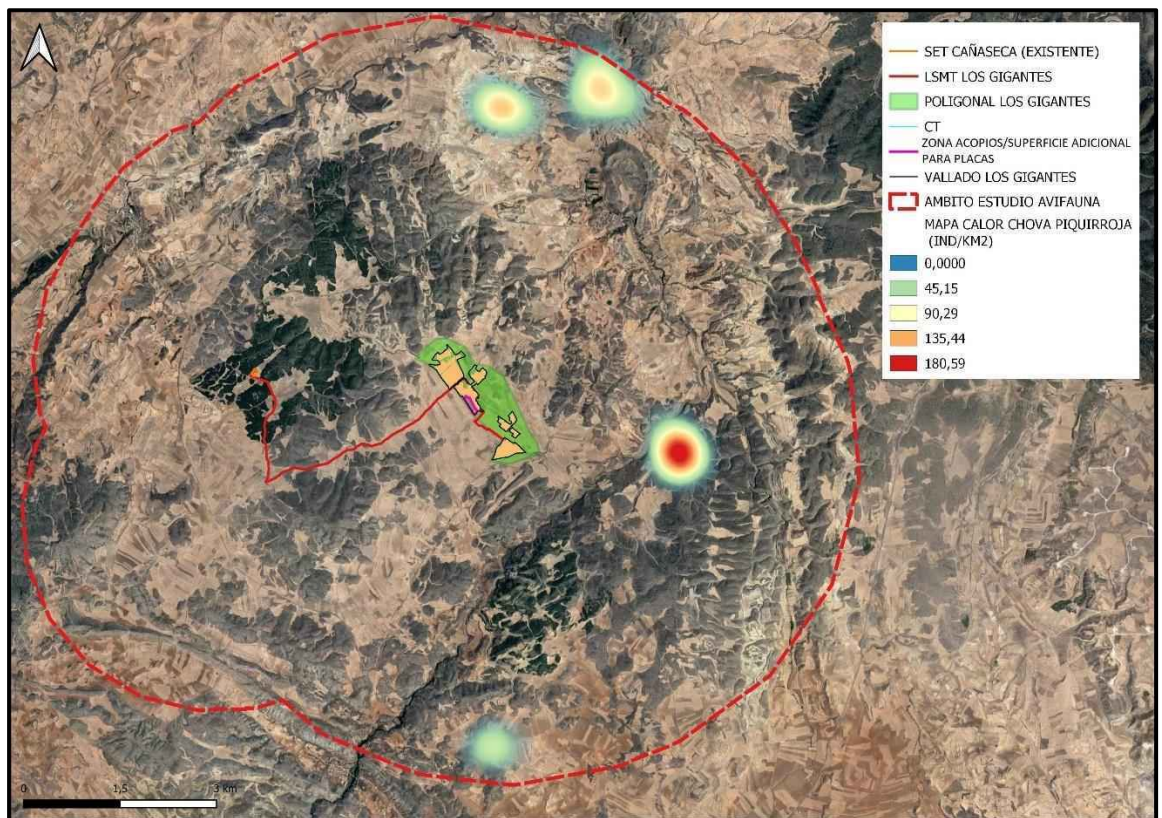 SET CAÑASECA (EXISTENTE)
LSMT LOS GIGANTES
POLIGONAL LOS GIGANTES
CT
ZONA ACOPIOS/SUPERFICIE ADICIONAL
PARA PLACAS
VALLADO LOS GIGANTES
AMBITO ESTUDIO AVIFAUNA
MAPA CALOR CHOVA PIQUIRROJA
(IND/KM2)
0,0000
45,15
90,29
135,44
180,59
0 1,5 3 km